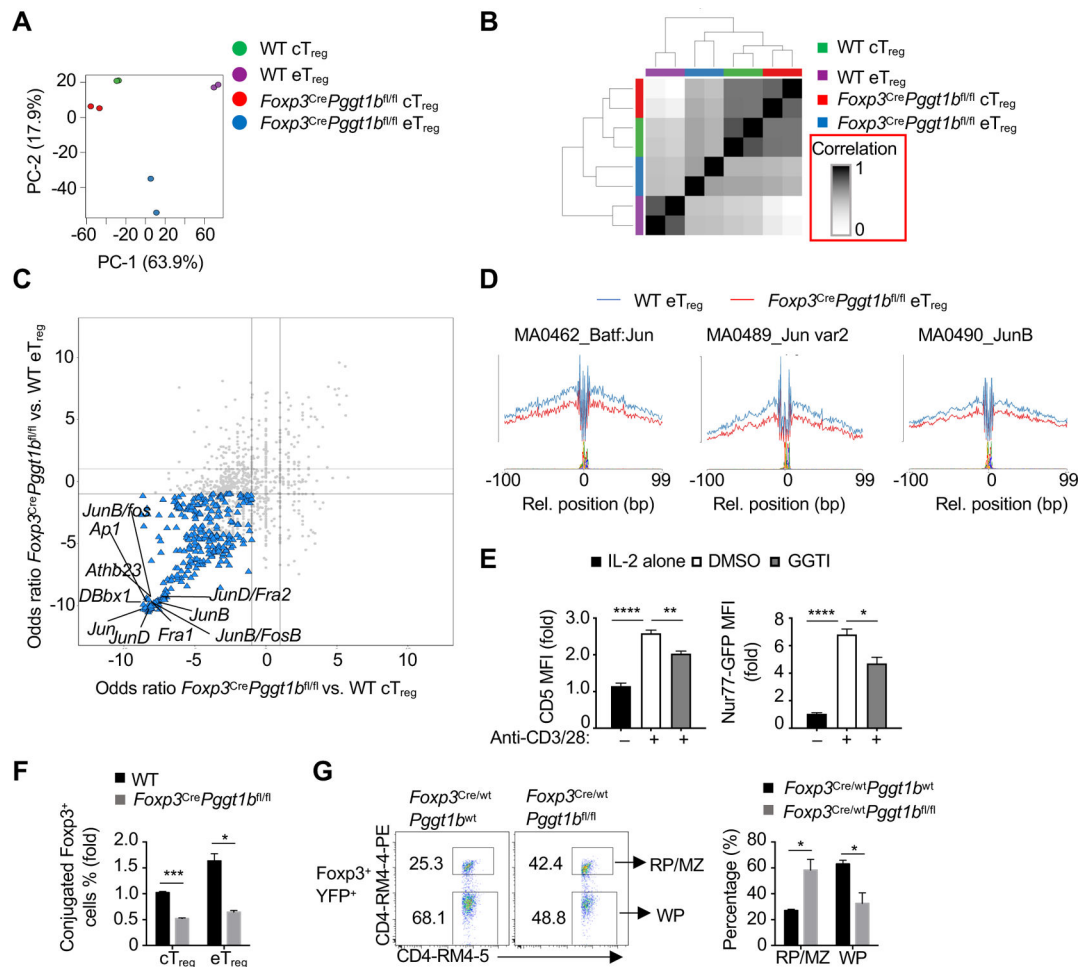 A
WT cTreg
WT eTreg
Foxp3CrePggt1bfl/fl cTreg
Foxp3CrePggt1bfl/fl eTreg
PC-2 (17.9%)
20
0
-40
-60
-20
0
20
60
PC-1 (63.9%)
B
WT cTreg
WT eTreg
Foxp3CrePggt1bfl/fl cTreg
Foxp3CrePggt1bfl/fl eTreg
Correlation
1
0
C
Odds ratio Foxp3CrePggt1bfl/fl vs. WT eTreg
10
5
0
-5
-10
JunB/fos
Ap1
Athb23
DBbx1
Jun
JunD
Fra1
JunB/FosB
JunB
JunD/Fra2
-10
-5
0
5
10
Odds ratio Foxp3CrePggt1bfl/fl vs. WT cTreg
D
WT eTreg
Foxp3CrePggt1bfl/fl eTreg
MA0462_Batf:Jun
MA0489_Jun var2
MA0490_JunB
-100 99
-100 99
-100 99
Rel. position (bp)
Rel. position (bp)
Rel. position (bp)
E
IL-2 alone
DMSO
GGTI
CD5 MFI (fold)
3.0
2.0
1.0
0
**** **
Nur77-GFP MFI
(fold)
8
6
4
2
0
**** *
Anti-CD3/28: – + +
– + +
F
WT
Foxp3CrePggt1bfl/fl
Conjugated Foxp3+
cells % (fold)
2.0
1.5
1.0
0.5
0
***
*
cTreg eTreg
G
Foxp3Cre/wt
Pggt1bwt
Foxp3Cre/wt
Pggt1bfl/fl
Foxp3+
YFP+
CD4-RM4-4-PE
25.3
68.1
42.4
48.8
RP/MZ
WP
CD4-RM4-5
Foxp3Cre/wtPggt1bwt
Foxp3Cre/wtPggt1bfl/fl
Percentage (%)
80
60
40
20
0
* *
RP/MZ WP